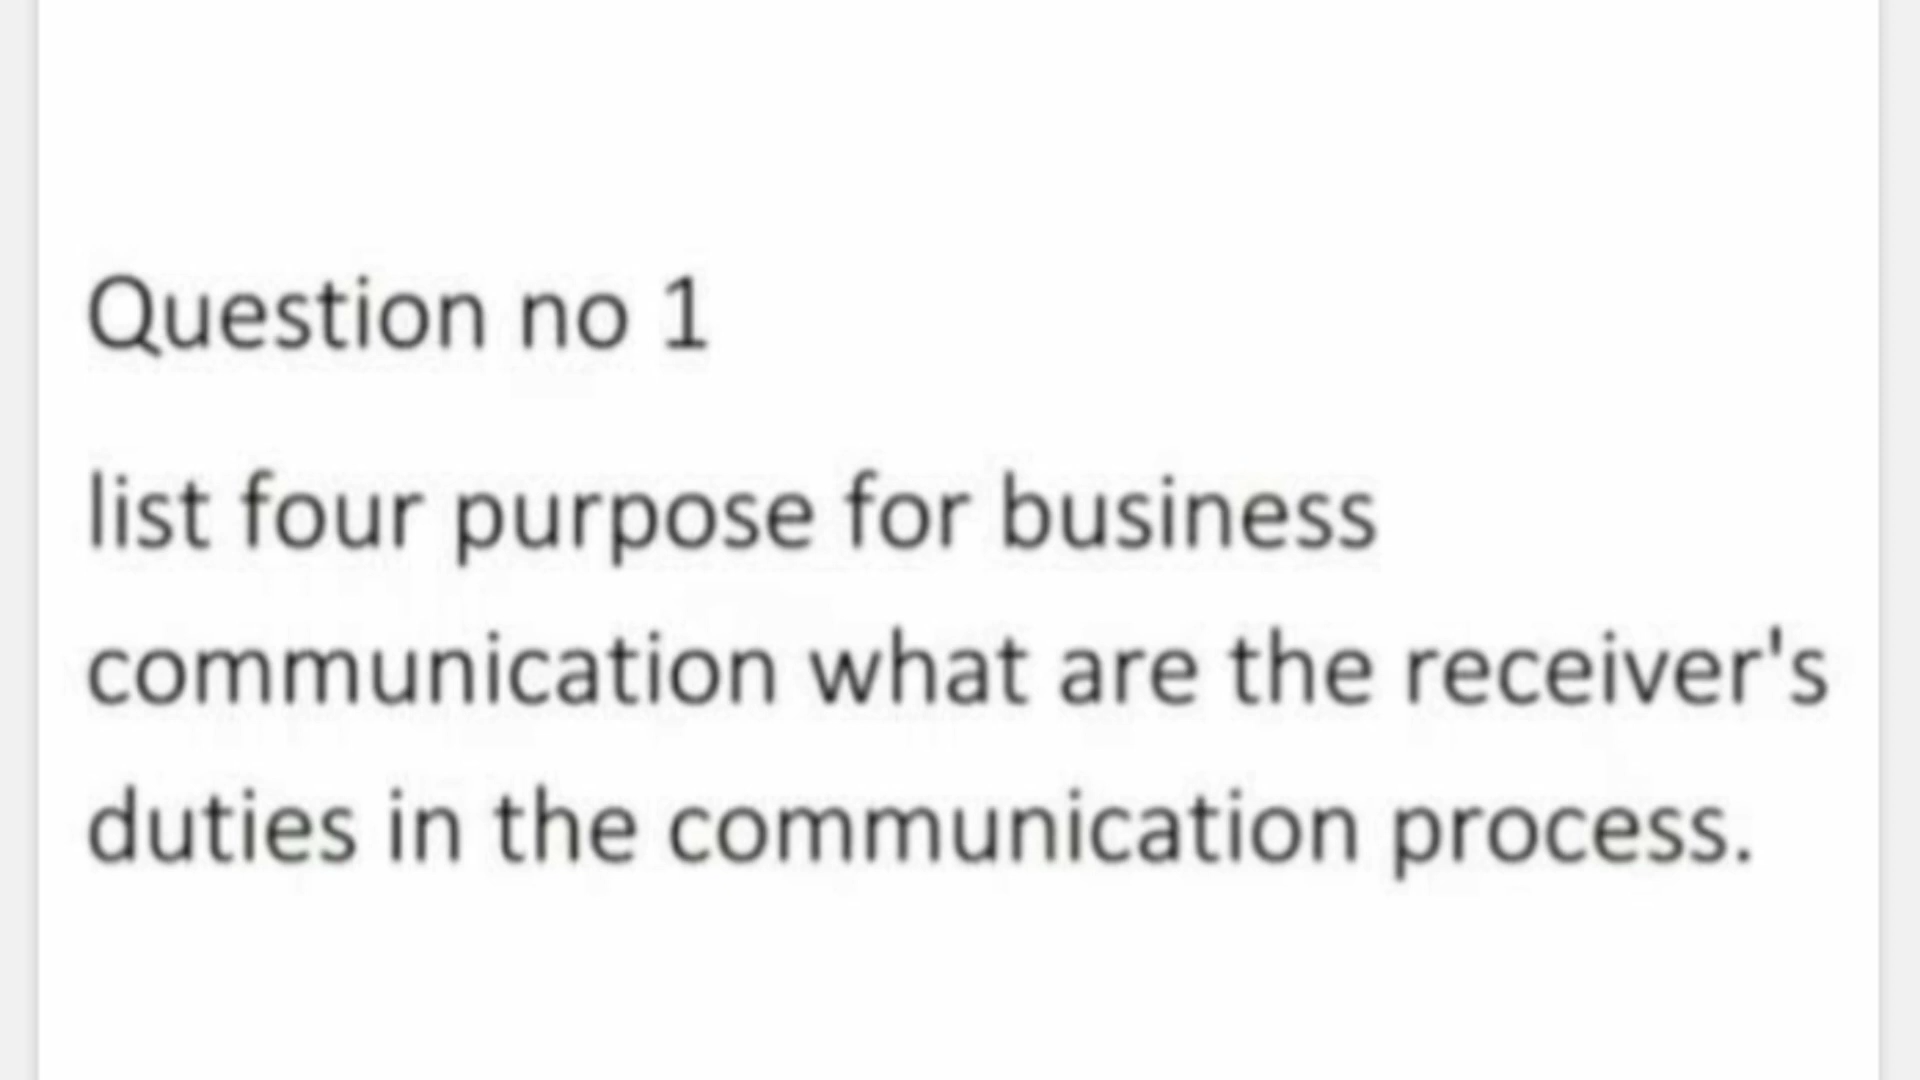 Question no 1
list four purpose for business
communication what are the receiver's
duties in the communication process.